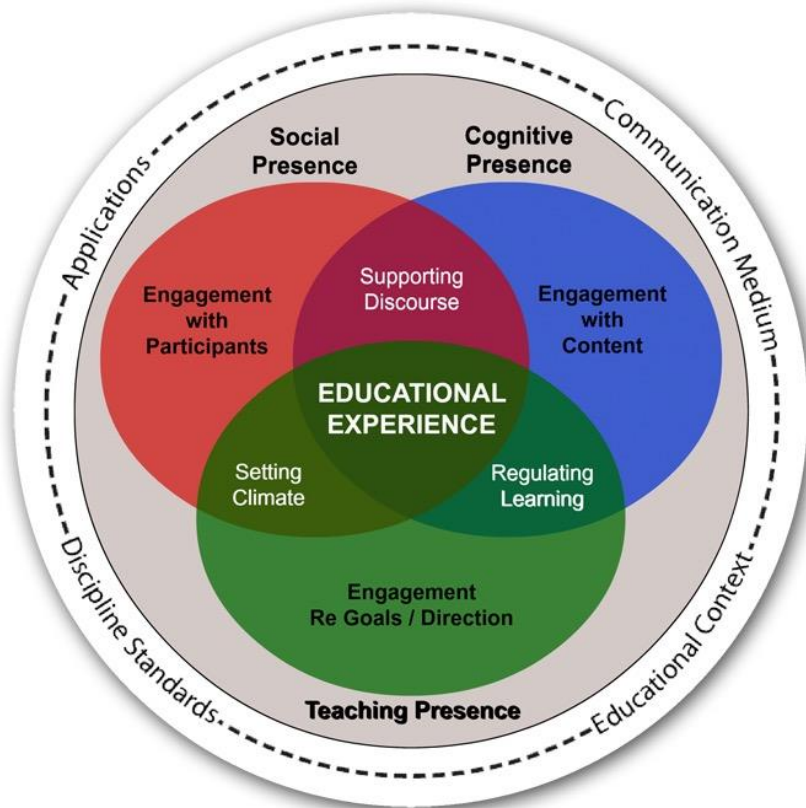 Social
Presence
Cognitive
Presence
Applications
Communication Medium
Supporting
Discourse
Engagement
with
Participants
Engagement
with
Content
EDUCATIONAL
EXPERIENCE
Setting
Climate
Regulating
Learning
Engagement
Re Goals / Direction
Discipline Standards
Educational Context
Teaching Presence